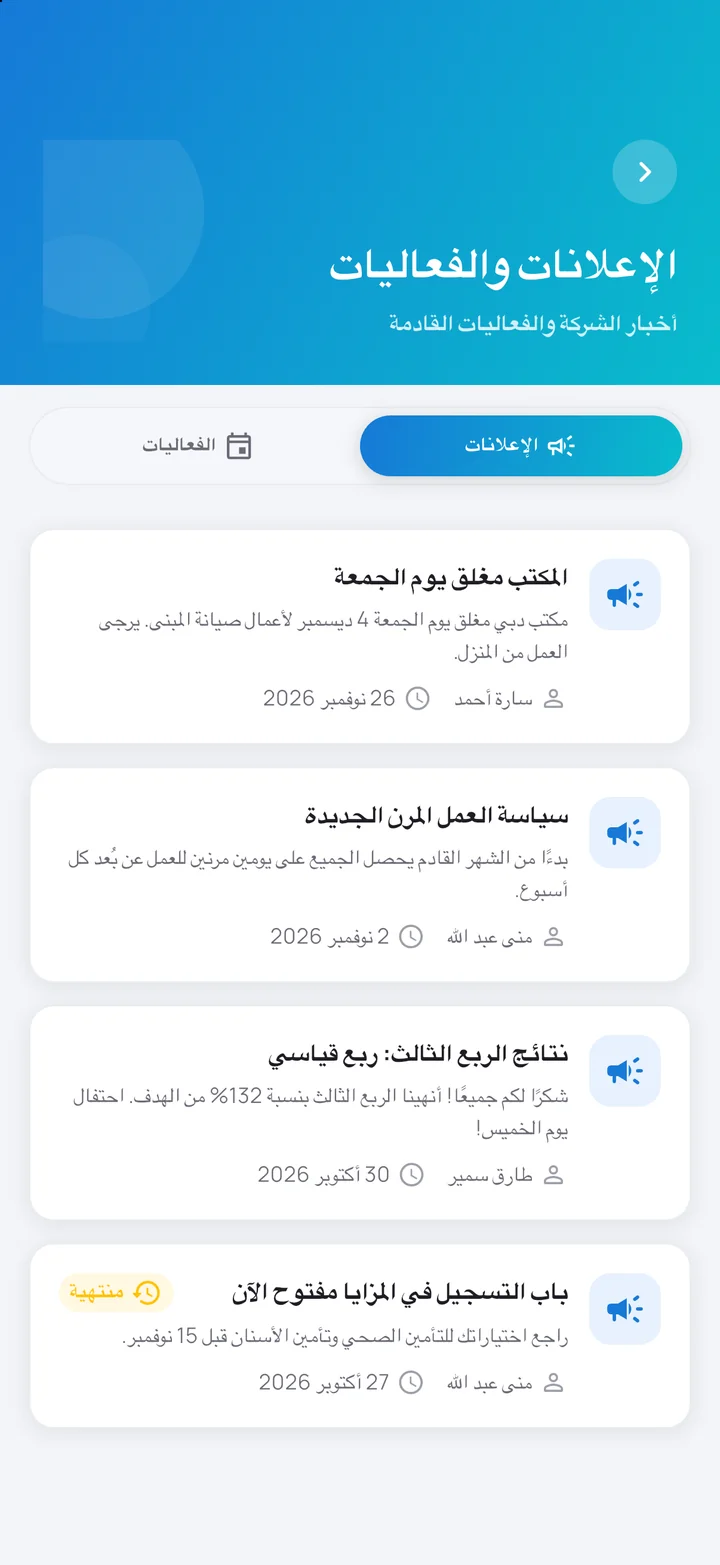 الإعلانات والفعاليات
أخبار الشركة والفعاليات القادمة
الإعلانات
الفعاليات
المكتب مغلق يوم الجمعة
مكتب دبي مغلق يوم الجمعة 4 ديسمبر لأعمال صيانة المبنى. يرجى
العمل من المنزل.
سارة أحمد 26 نوفمبر 2026
سياسة العمل المرن الجديدة
بدءًا من الشهر القادم يحصل الجميع على يومين مرنين للعمل عن بُعد كل
أسبوع.
منى عبد الله 2 نوفمبر 2026
نتائج الربع الثالث: ربع قياسي
شكرًا لكم جميعًا! أنهينا الربع الثالث بنسبة 132% من الهدف. احتفال
يوم الخميس!
طارق سمير 30 أكتوبر 2026
باب التسجيل في المزايا مفتوح الآن
منتهية
راجع اختياراتك للتأمين الصحي وتأمين الأسنان قبل 15 نوفمبر.
منى عبد الله 27 أكتوبر 2026